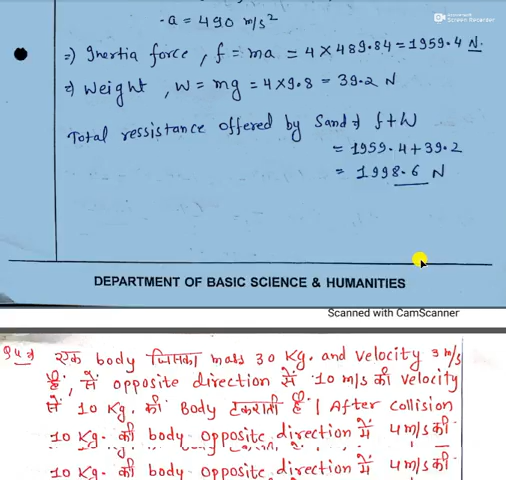 -a = 490 m/s²
Screen Recorder
⇒ Inertia force, f = ma = 4×489.84 = 1959.4 N.
⇒ Weight, W = mg = 4×9.8 = 39.2 N
Total ressistance offered by Sand ⇒ f+W
= 1959.4 + 39.2
= 1998.6 N
DEPARTMENT OF BASIC SCIENCE & HUMANITIES
Scanned with CamScanner
Q4⇒ एक body जिसका mass 30 Kg. and velocity 3 m/s
है, से opposite direction से 10 m/s की velocity
से 10 Kg. की Body टकराती है। After collision
10 Kg. की body opposite direction में 4 m/s की
10 Kg. की body opposite direction में 4 m/s की